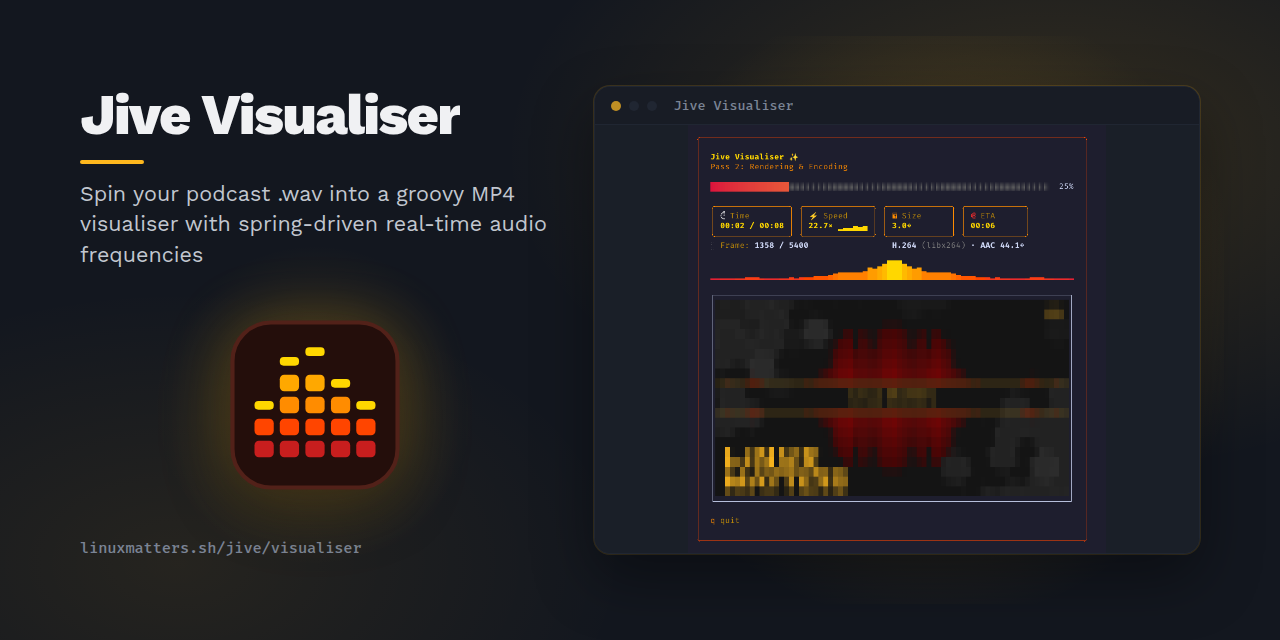 Jive Visualiser
Spin your podcast .wav into a groovy MP4
visualiser with spring-driven real-time audio
frequencies
linuxmatters.sh/jive/visualiser
Jive Visualiser
Jive Visualiser ✨
Pass 2: Rendering & Encoding
25%
Time
00:02 / 00:08
⚡ Speed
22.7×
Size
ETA
00:06
Frame: 1358 / 5400
H.264 (libx264) · AAC
q quit